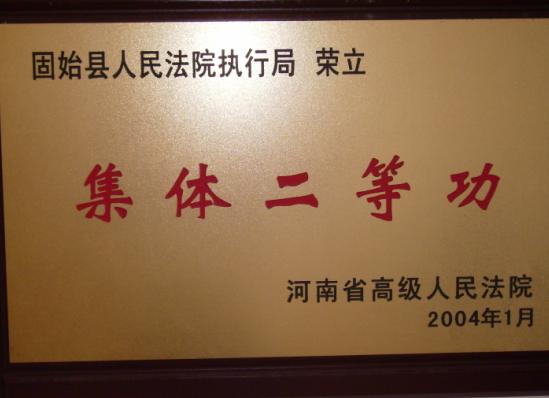 固始县人民法院执行局 荣立
集体二等功
河南省高级人民法院
2004年1月